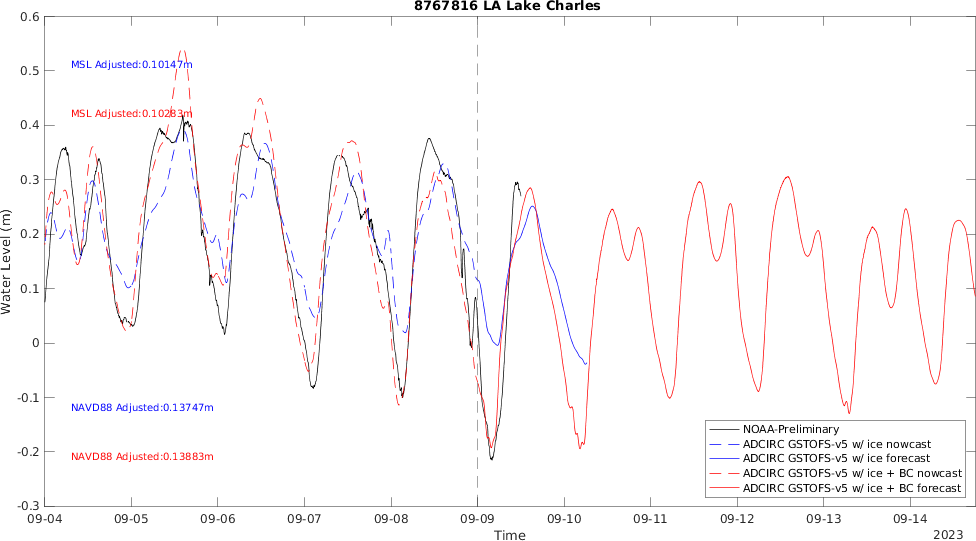 8767816 LA Lake Charles
0.6
0.5
0.4
0.3
0.2
0.1
0
-0.1
-0.2
-0.3
Water Level (m)
MSL Adjusted:0.10147m
MSL Adjusted:0.10283m
NAVD88 Adjusted:0.13747m
NAVD88 Adjusted:0.13883m
NOAA-Preliminary
ADCIRC GSTOFS-v5 w/ ice nowcast
ADCIRC GSTOFS-v5 w/ ice forecast
ADCIRC GSTOFS-v5 w/ ice + BC nowcast
ADCIRC GSTOFS-v5 w/ ice + BC forecast
09-04 09-05 09-06 09-07 09-08 09-09 09-10 09-11 09-12 09-13 09-14
Time
2023